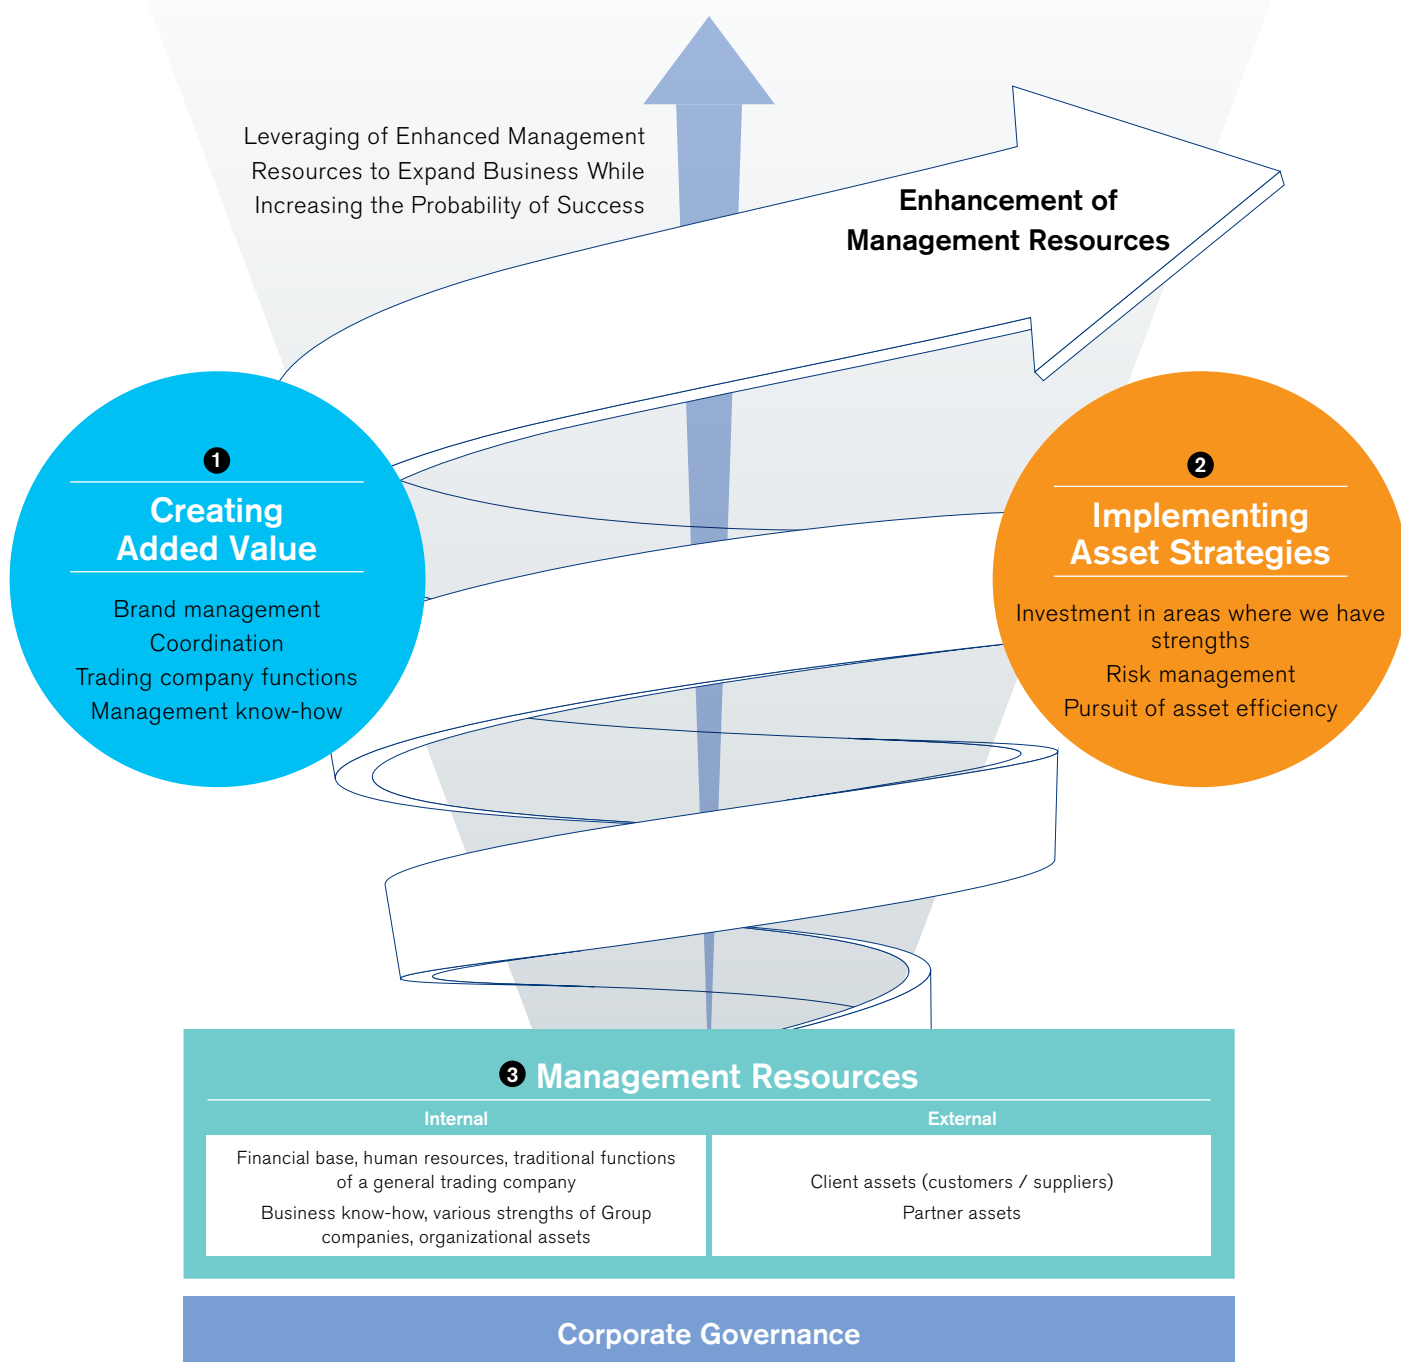 Leveraging of Enhanced Management
Resources to Expand Business While
Increasing the Probability of Success
Enhancement of
Management Resources
1
Creating
Added Value
Brand management
Coordination
Trading company functions
Management know-how
2
Implementing
Asset Strategies
Investment in areas where we have
strengths
Risk management
Pursuit of asset efficiency
3 Management Resources
Internal
Financial base, human resources, traditional functions
of a general trading company
Business know-how, various strengths of Group
companies, organizational assets
External
Client assets (customers / suppliers)
Partner assets
Corporate Governance